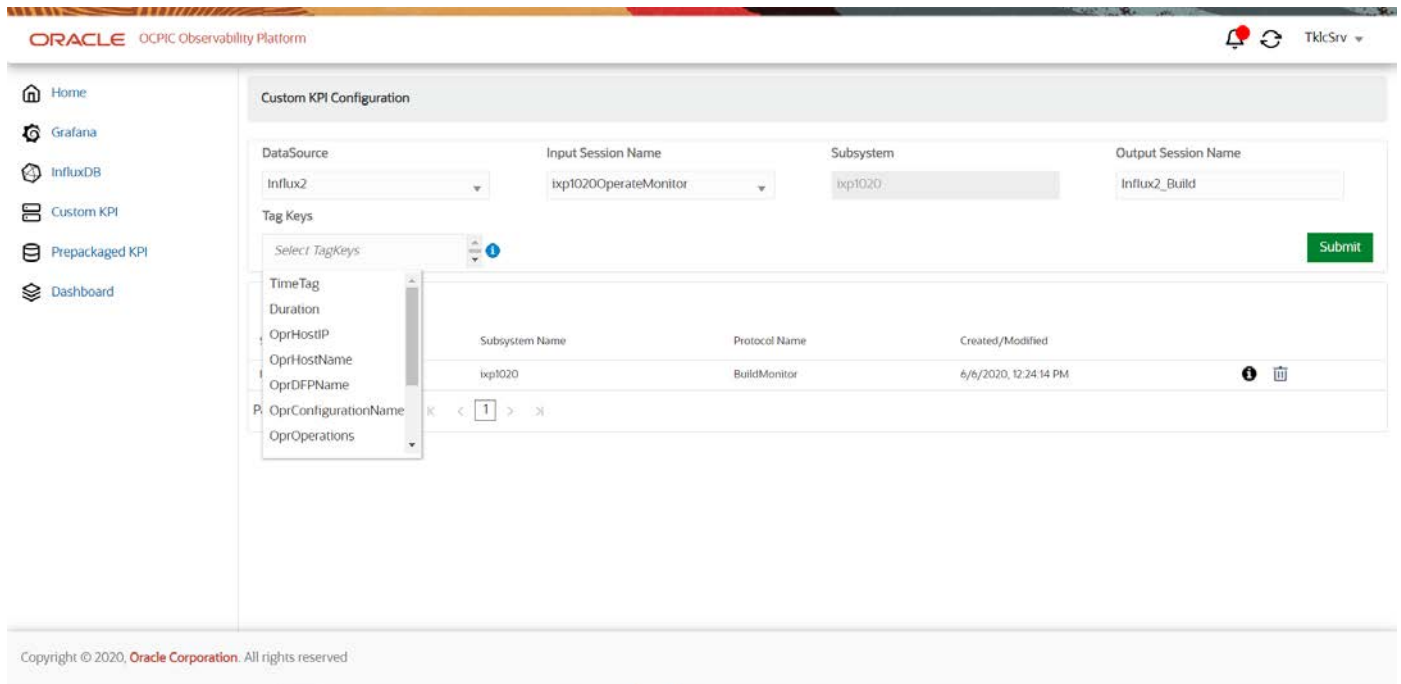 ORACLE OCPIC Observability Platform
TklcSrv
Home
Grafana
InfluxDB
Custom KPI
Prepackaged KPI
Dashboard
Custom KPI Configuration
DataSource Input Session Name Subsystem Output Session Name
Influx2 ixp1020OperateMonitor ixp1020 Influx2_Build
Tag Keys
Select TagKeys
Submit
TimeTag
Duration
OprHostIP
OprHostName
OprDFPName
OprConfigurationName
OprOperations
Subsystem Name Protocol Name Created/Modified
ixp1020 BuildMonitor 6/6/2020, 12:24:14 PM
1
Copyright © 2020, Oracle Corporation. All rights reserved